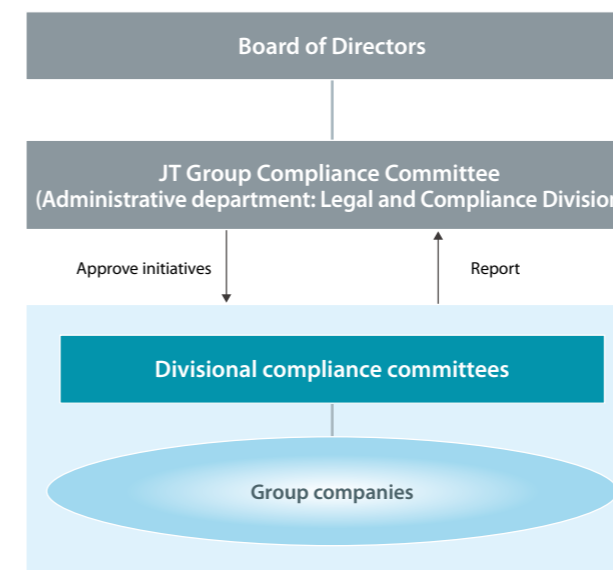 Board of Directors
JT Group Compliance Committee
(Administrative department: Legal and Compliance Division
Approve initiatives
Report
Divisional compliance committees
Group companies